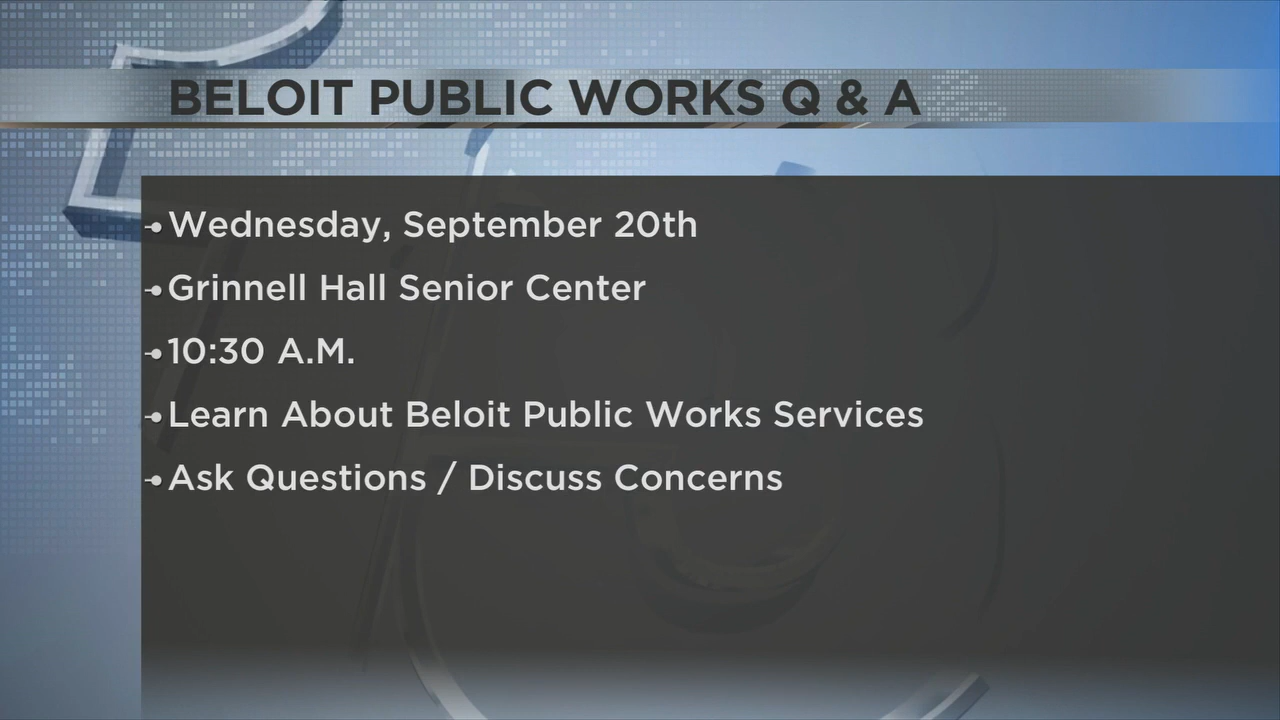 BELOIT PUBLIC WORKS Q & A
Wednesday, September 20th
Grinnell Hall Senior Center
10:30 A.M.
Learn About Beloit Public Works Services
Ask Questions / Discuss Concerns